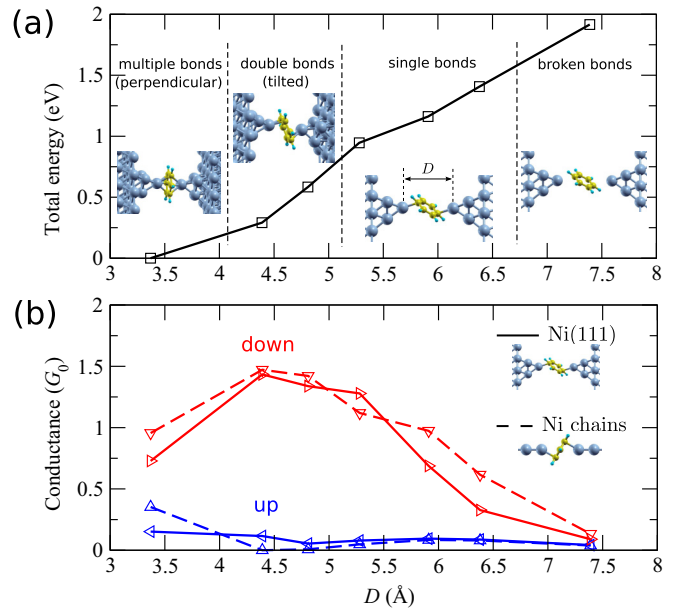 (a)
Total energy (eV)
2
1.5
1
0.5
0
multiple bonds
(perpendicular)
double bonds
(tilted)
single bonds
broken bonds
D
3 3.5 4 4.5 5 5.5 6 6.5 7 7.5 8
(b)
Conductance (G0)
2
1.5
1
0.5
0
down
up
Ni(111)
Ni chains
3 3.5 4 4.5 5 5.5 6 6.5 7 7.5 8
D (Å)